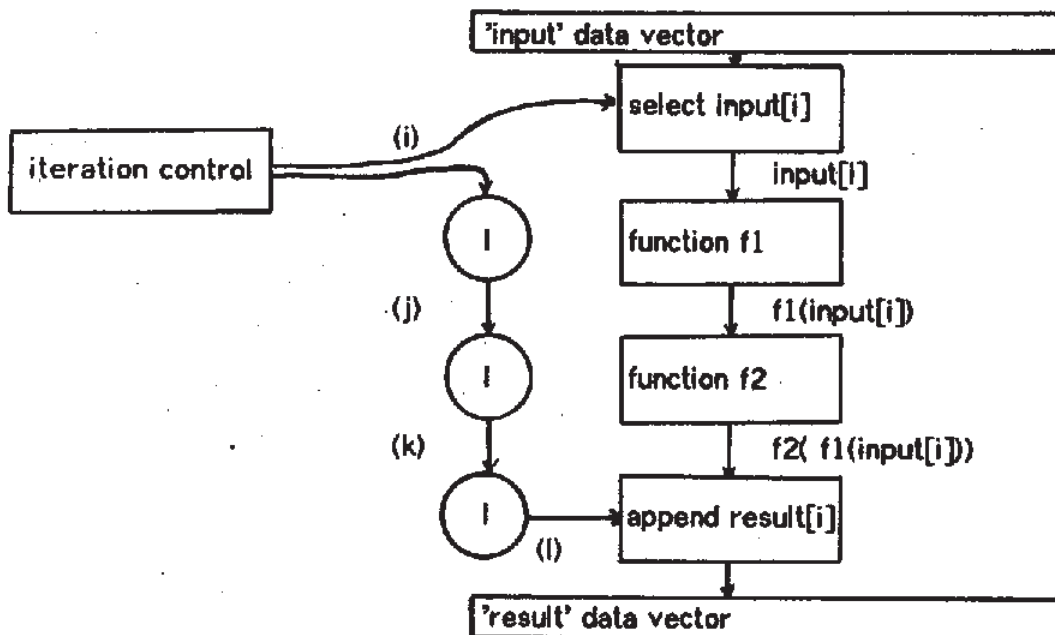 'input' data vector
select input[i]
(i)
iteration control
input[i]
I
function f1
(j)
f1(input[i])
I
function f2
(k)
f2( f1(input[i]))
I
append result[i]
(l)
'result' data vector